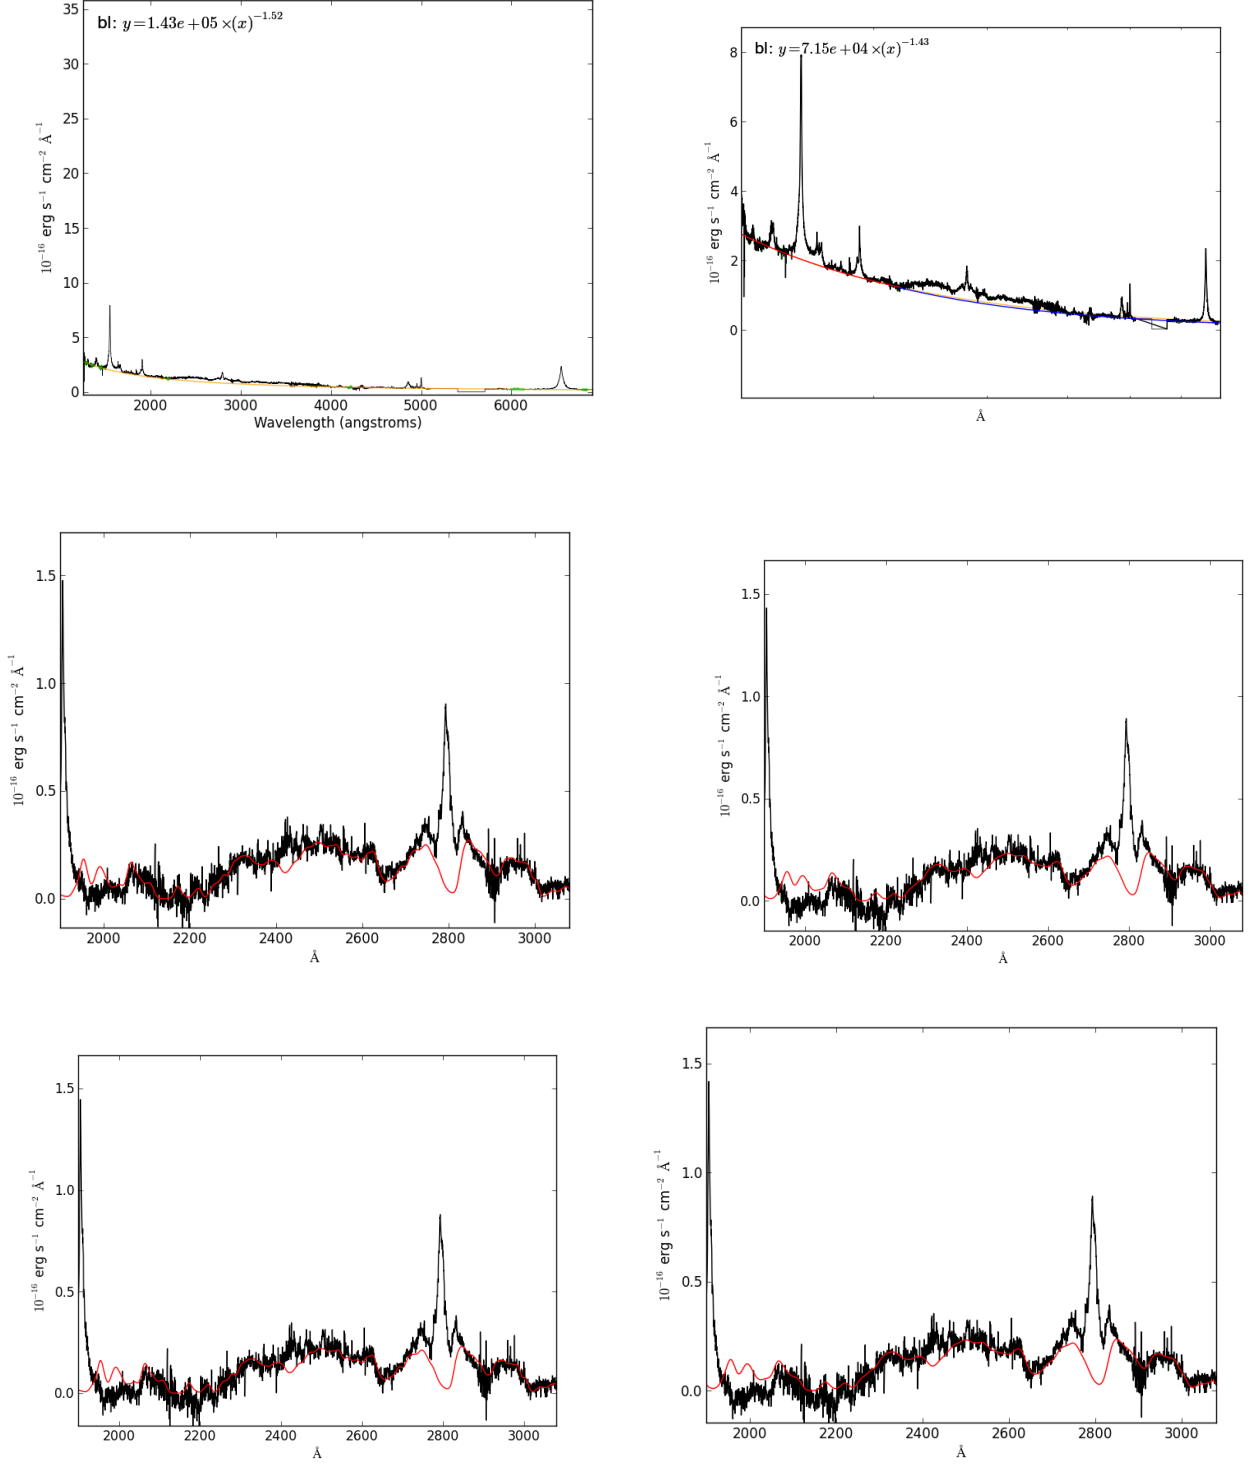 bl: y=1.43e+05×(x)^−1.52
35
30
25
20
15
10
5
0
10^−16 erg s^−1 cm^−2 Å^−1
2000 3000 4000 5000 6000
Wavelength (angstroms)
bl: y=7.15e+04×(x)^−1.43
8
6
4
2
0
10^−16 erg s^−1 cm^−2 Å^−1
Å
1.5
1.0
0.5
0.0
10^−16 erg s^−1 cm^−2 Å^−1
2000 2200 2400 2600 2800 3000
Å
1.5
1.0
0.5
0.0
10^−16 erg s^−1 cm^−2 Å^−1
2000 2200 2400 2600 2800 3000
Å
1.5
1.0
0.5
0.0
10^−16 erg s^−1 cm^−2 Å^−1
2000 2200 2400 2600 2800 3000
Å
1.5
1.0
0.5
0.0
10^−16 erg s^−1 cm^−2 Å^−1
2000 2200 2400 2600 2800 3000
Å